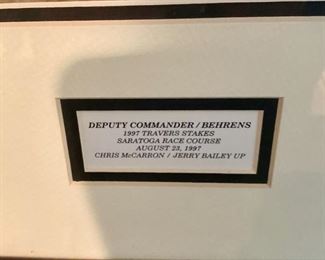 DEPUTY COMMANDER / BEHRENS
1997 TRAVERS STAKES
SARATOGA RACE COURSE
AUGUST 23, 1997
CHRIS McCARRON / JERRY BAILEY UP